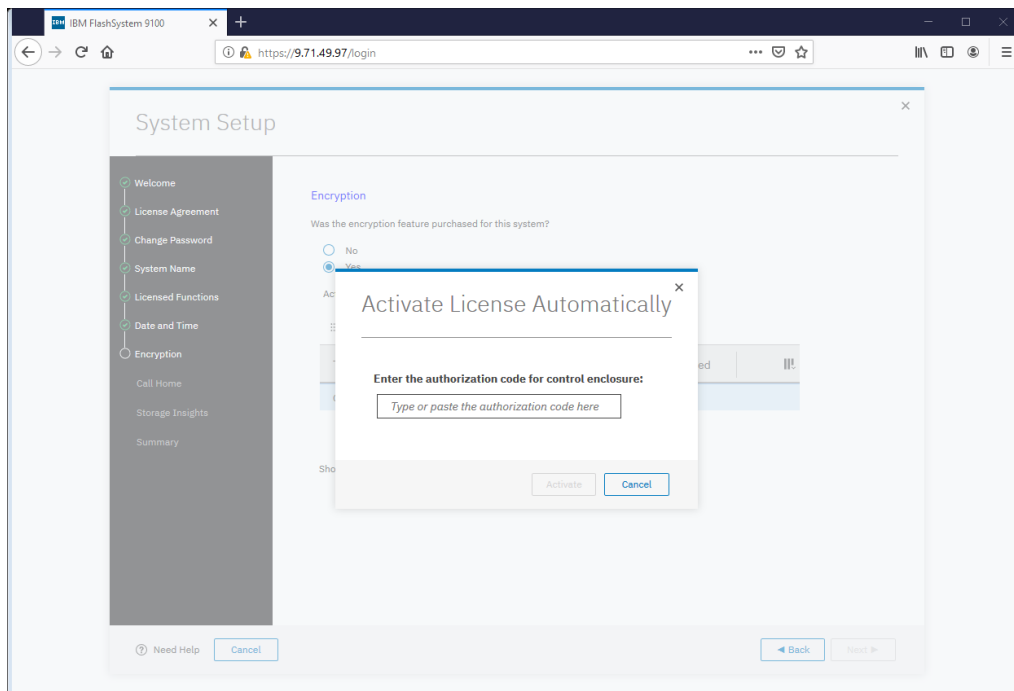 IBM FlashSystem 9100
https://9.71.49.97/login
System Setup
Welcome
License Agreement
Change Password
System Name
Licensed Functions
Date and Time
Encryption
Call Home
Storage Insights
Summary
Encryption
Was the encryption feature purchased for this system?
No
Yes
Ac
ed
Sho
Activate License Automatically
Enter the authorization code for control enclosure:
Type or paste the authorization code here
Activate
Cancel
Need Help
Cancel
Back
Next